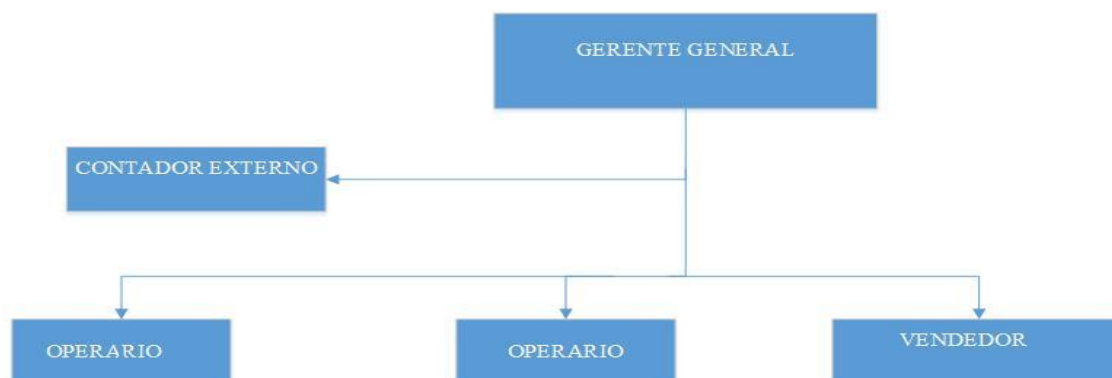 GERENTE GENERAL
CONTADOR EXTERNO
OPERARIO
OPERARIO
VENDEDOR